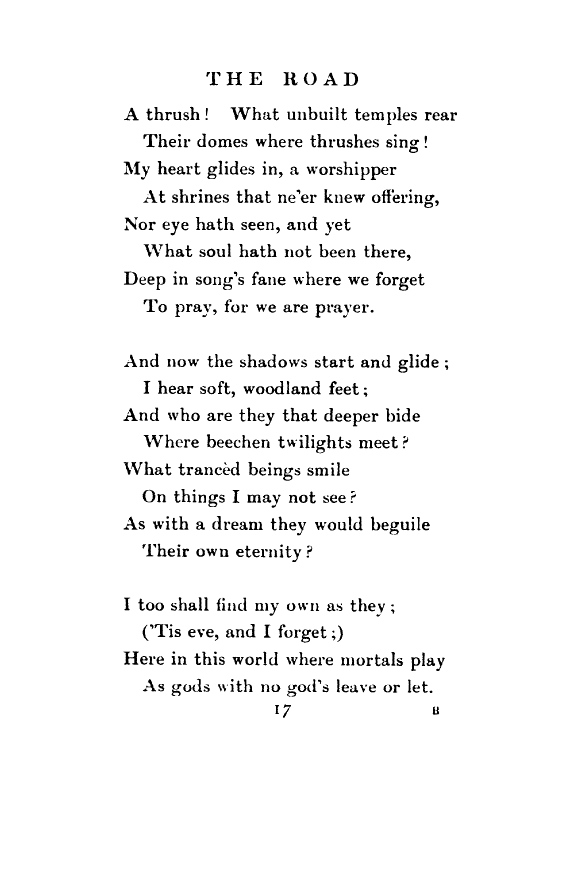 THE ROAD
A thrush! What unbuilt temples rear
Their domes where thrushes sing!
My heart glides in, a worshipper
At shrines that ne'er knew offering,
Nor eye hath seen, and yet
What soul hath not been there,
Deep in song's fane where we forget
To pray, for we are prayer.

And now the shadows start and glide;
I hear soft, woodland feet;
And who are they that deeper bide
Where beechen twilights meet?
What trancèd beings smile
On things I may not see?
As with a dream they would beguile
Their own eternity?

I too shall find my own as they;
('Tis eve, and I forget;)
Here in this world where mortals play
As gods with no god's leave or let.
17 B